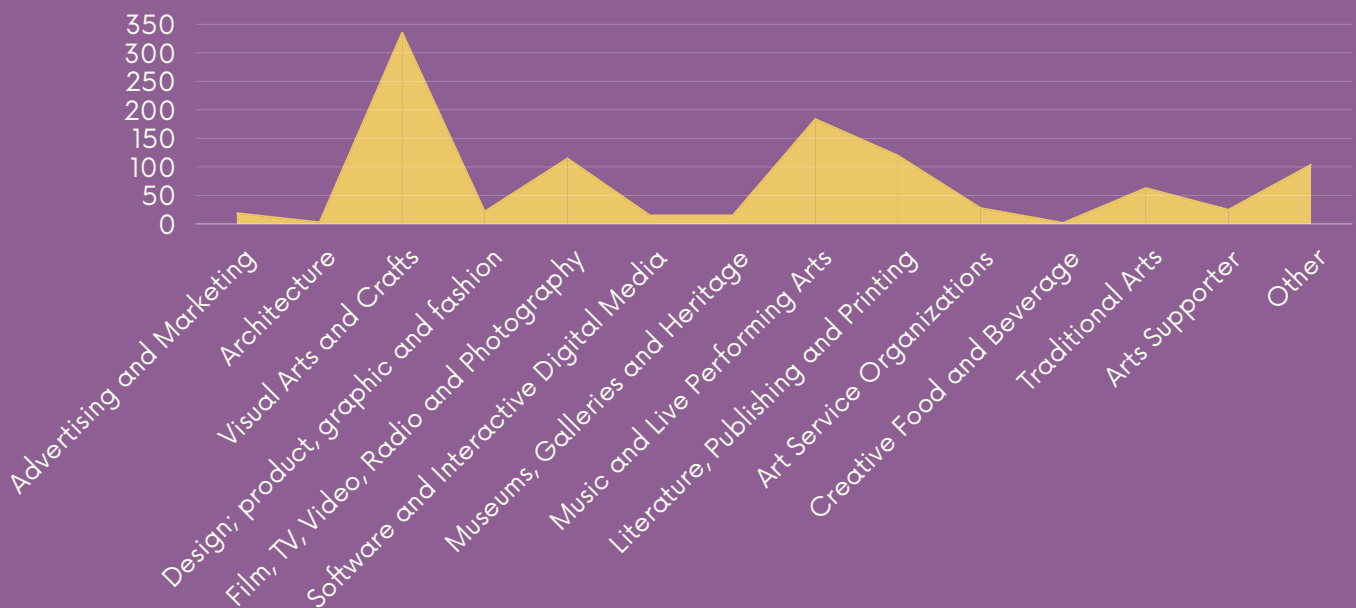 350
300
250
200
150
100
50
0
Advertising and Marketing
Architecture
Visual Arts and Crafts
Design; product, graphic and fashion
Film, TV, Video, Radio and Photography
Software and Interactive Digital Media
Museums, Galleries and Heritage
Music and Live Performing Arts
Literature, Publishing and Printing
Art Service Organizations
Creative Food and Beverage
Traditional Arts
Arts Supporter
Other